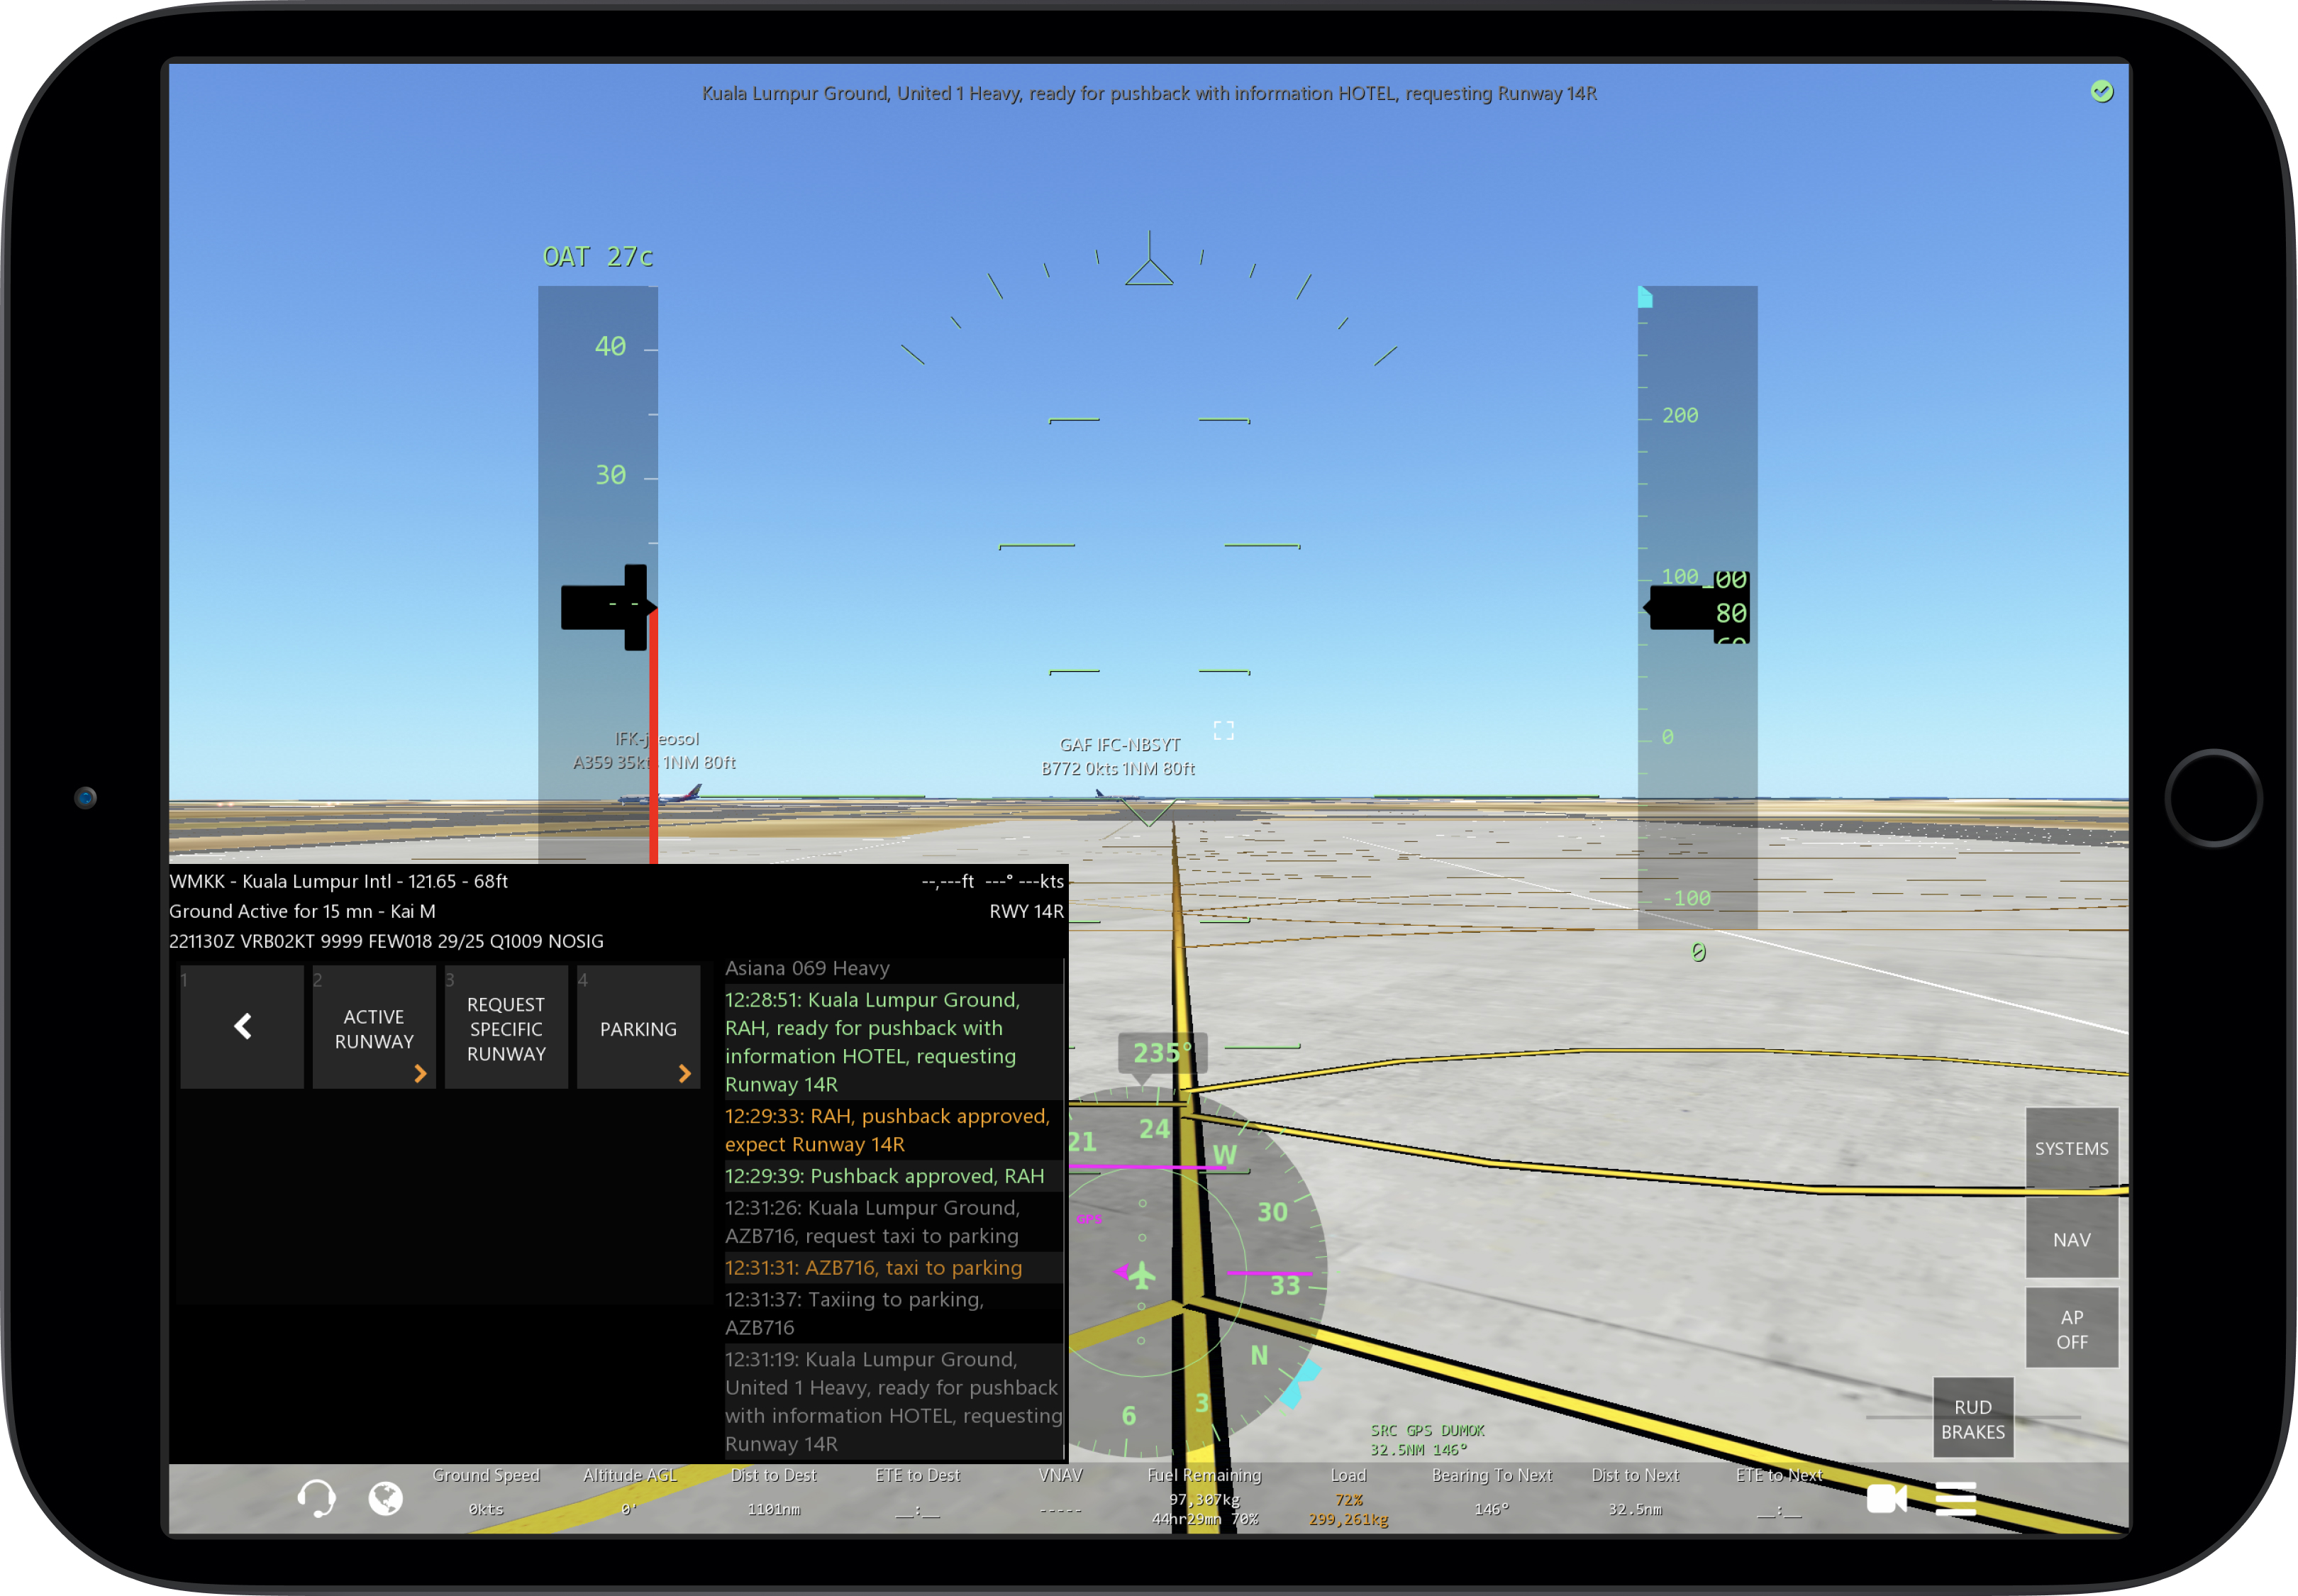 Kuala Lumpur Ground, United 1 Heavy, ready for pushback with information HOTEL, requesting Runway 14R
OAT 27c
40
30
- -
200
100
00
80
60
0
-100
0
IFK-j eosol
A359 35kts 1NM 80ft
GAF IFC-NBSYT
B772 0kts 1NM 80ft
WMKK - Kuala Lumpur Intl - 121.65 - 68ft
--,---ft ---° ---kts
Ground Active for 15 mn - Kai M
RWY 14R
221130Z VRB02KT 9999 FEW018 29/25 Q1009 NOSIG
1
2
ACTIVE
RUNWAY
3
REQUEST
SPECIFIC
RUNWAY
4
PARKING
Asiana 069 Heavy
12:28:51: Kuala Lumpur Ground,
RAH, ready for pushback with
information HOTEL, requesting
Runway 14R
12:29:33: RAH, pushback approved,
expect Runway 14R
12:29:39: Pushback approved, RAH
12:31:26: Kuala Lumpur Ground,
AZB716, request taxi to parking
12:31:31: AZB716, taxi to parking
12:31:37: Taxiing to parking,
AZB716
12:31:19: Kuala Lumpur Ground,
United 1 Heavy, ready for pushback
with information HOTEL, requesting
Runway 14R
235°
21
24
W
30
33
N
3
6
GPS
SRC GPS DUMOK
32.5NM 146°
SYSTEMS
NAV
AP
OFF
RUD
BRAKES
Ground Speed
0kts
Altitude AGL
0'
Dist to Dest
1101nm
ETE to Dest
__:__
VNAV
-----
Fuel Remaining
97,307kg
44hr29mn 70%
Load
72%
299,261kg
Bearing To Next
146°
Dist to Next
32.5nm
ETE to Next
__:__